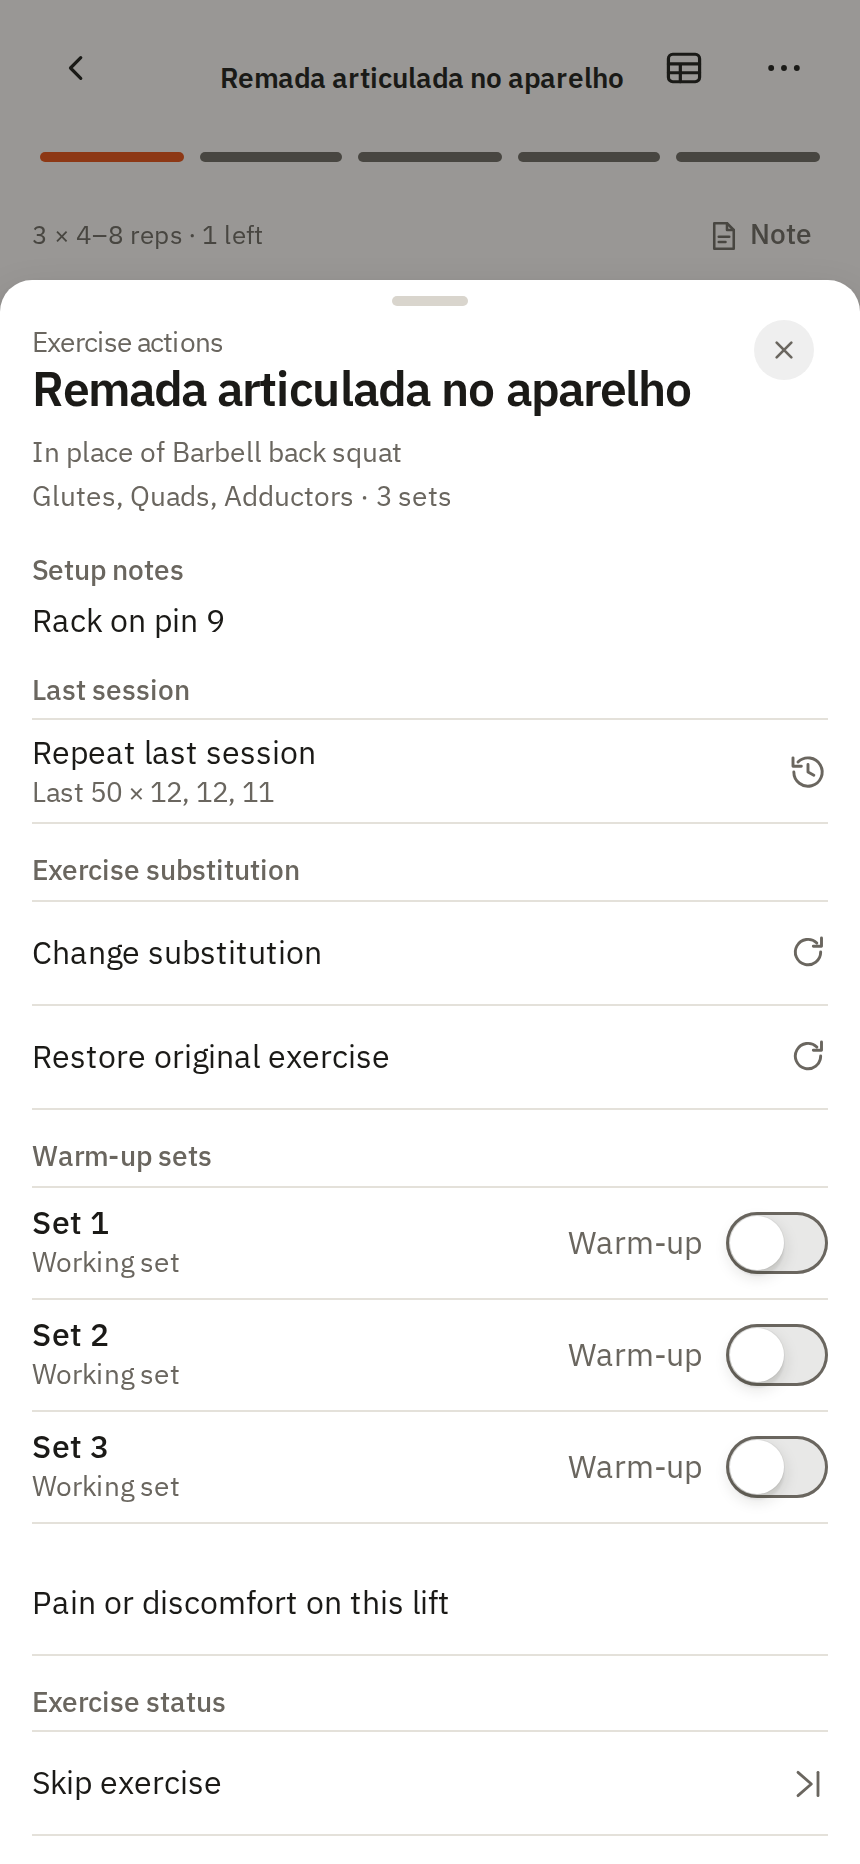 Remada articulada no aparelho
3 × 4–8 reps · 1 left
Note
Exercise actions
Remada articulada no aparelho
In place of Barbell back squat
Glutes, Quads, Adductors · 3 sets
Setup notes
Rack on pin 9
Last session
Repeat last session
Last 50 × 12, 12, 11
Exercise substitution
Change substitution
Restore original exercise
Warm-up sets
Set 1
Working set
Warm-up
Set 2
Working set
Warm-up
Set 3
Working set
Warm-up
Pain or discomfort on this lift
Exercise status
Skip exercise